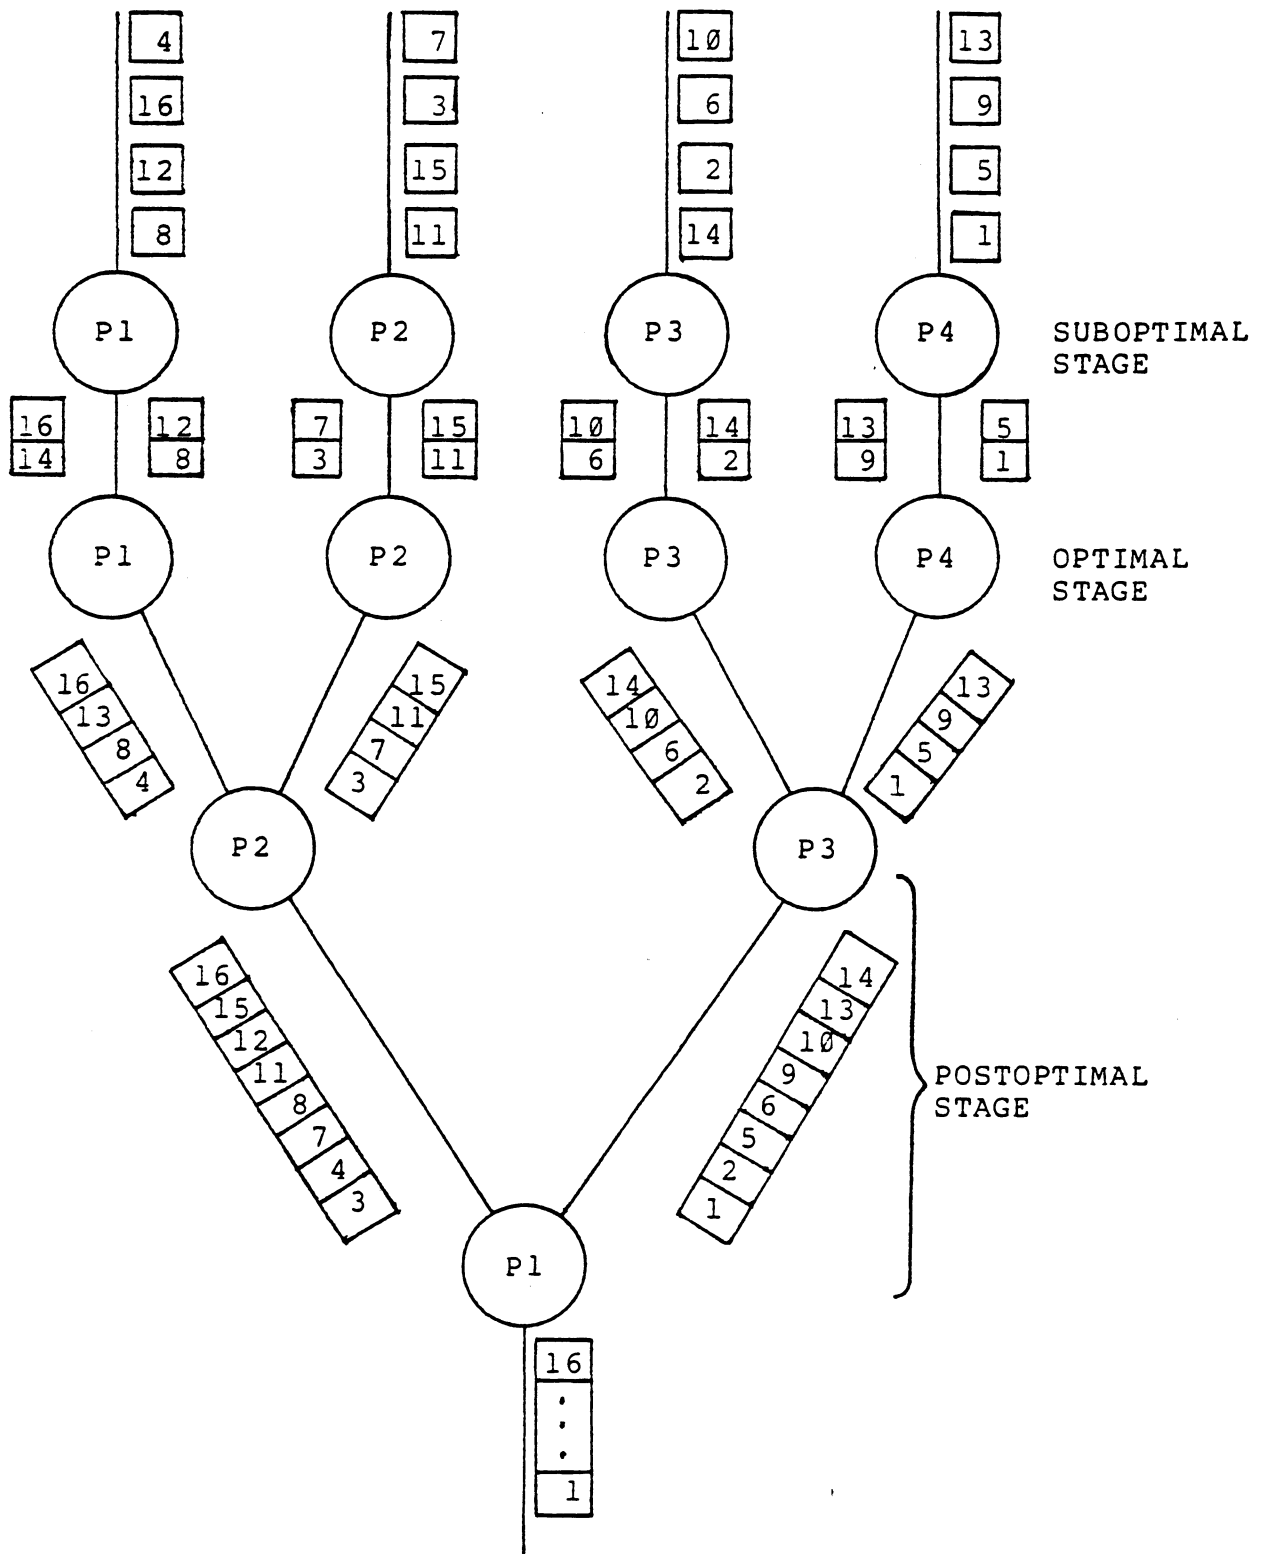 4 7 10 13
16 3 6 9
12 15 2 5
8 11 14 1
P1 P2 P3 P4 SUBOPTIMAL
STAGE
16 12 7 15 10 14 13 5
14 8 3 11 6 2 9 1
P1 P2 P3 P4 OPTIMAL
STAGE
16
13
8
4
15
11
7
3
14
10
6
2
13
9
5
1
P2 P3
16
15
12
11
8
7
4
3
14
13
10
9
6
5
2
1
POSTOPTIMAL
STAGE
P1
16
.
.
.
1